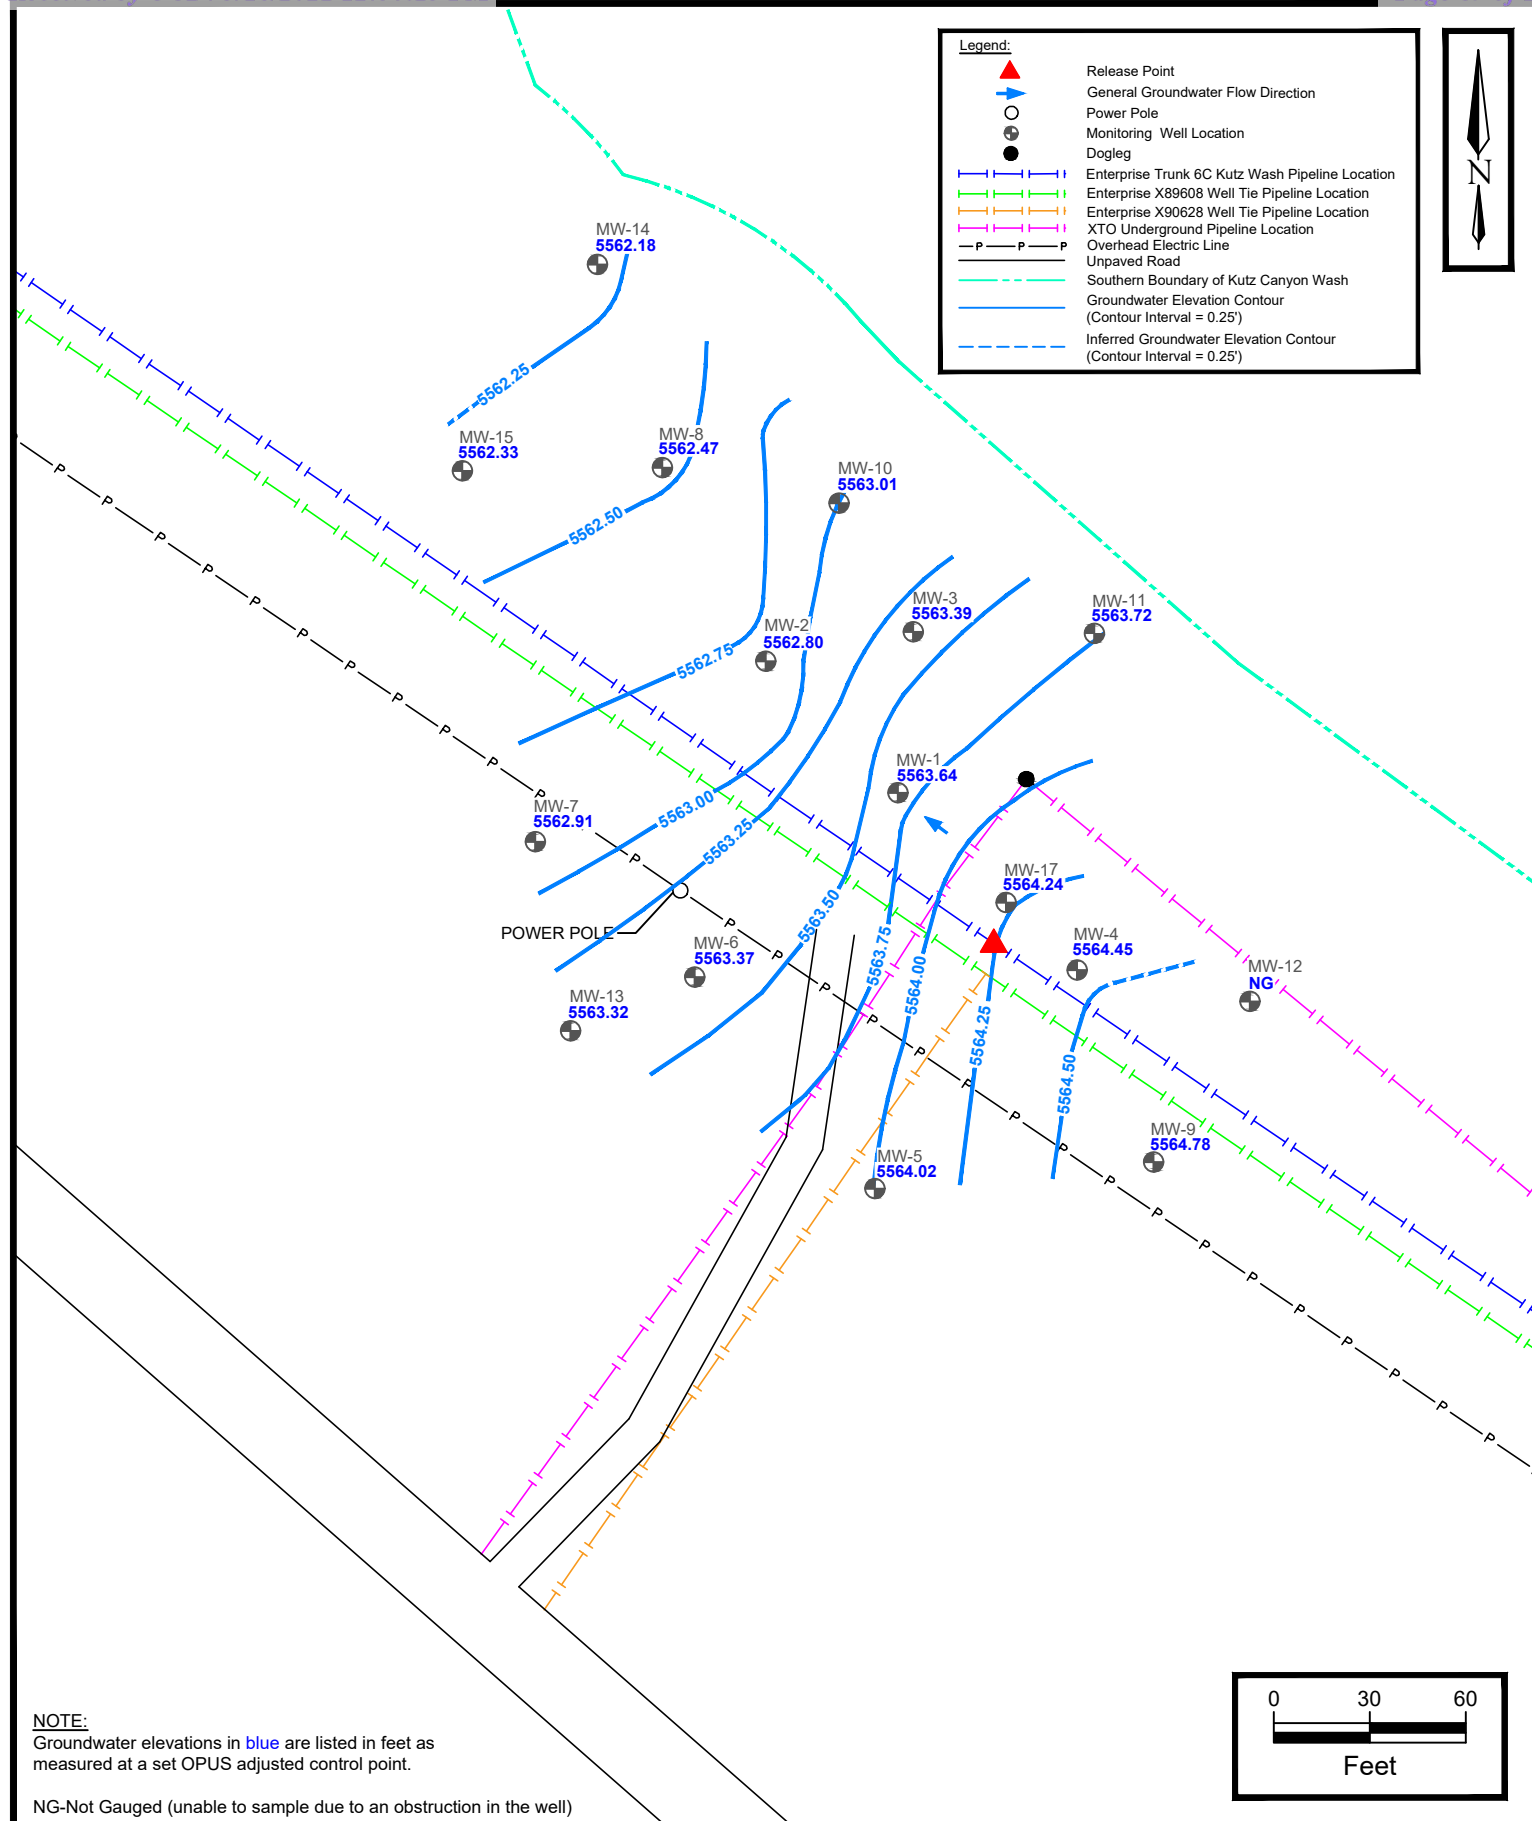 Legend:
Release Point
General Groundwater Flow Direction
Power Pole
Monitoring Well Location
Dogleg
Enterprise Trunk 6C Kutz Wash Pipeline Location
Enterprise X89608 Well Tie Pipeline Location
Enterprise X90628 Well Tie Pipeline Location
XTO Underground Pipeline Location
P P P Overhead Electric Line
Unpaved Road
Southern Boundary of Kutz Canyon Wash
Groundwater Elevation Contour
(Contour Interval = 0.25')
Inferred Groundwater Elevation Contour
(Contour Interval = 0.25')
N
MW-14
5562.18
5562.25
MW-15
5562.33
MW-8
5562.47
MW-10
5563.01
5562.50
MW-3
5563.39
MW-11
5563.72
MW-2
5562.80
5562.75
MW-1
5563.64
MW-7
5562.91
5563.00
5563.25
MW-17
5564.24
5563.50
POWER POLE
MW-6
5563.37
5563.75
5564.00
MW-4
5564.45
MW-12
NG
MW-13
5563.32
5564.25
5564.50
MW-9
5564.78
MW-5
5564.02
P P P P P P P P P P P P P P P P P P P P P P P P P P P P P P P
0 30 60
Feet
NOTE:
Groundwater elevations in blue are listed in feet as
measured at a set OPUS adjusted control point.
NG-Not Gauged (unable to sample due to an obstruction in the well)